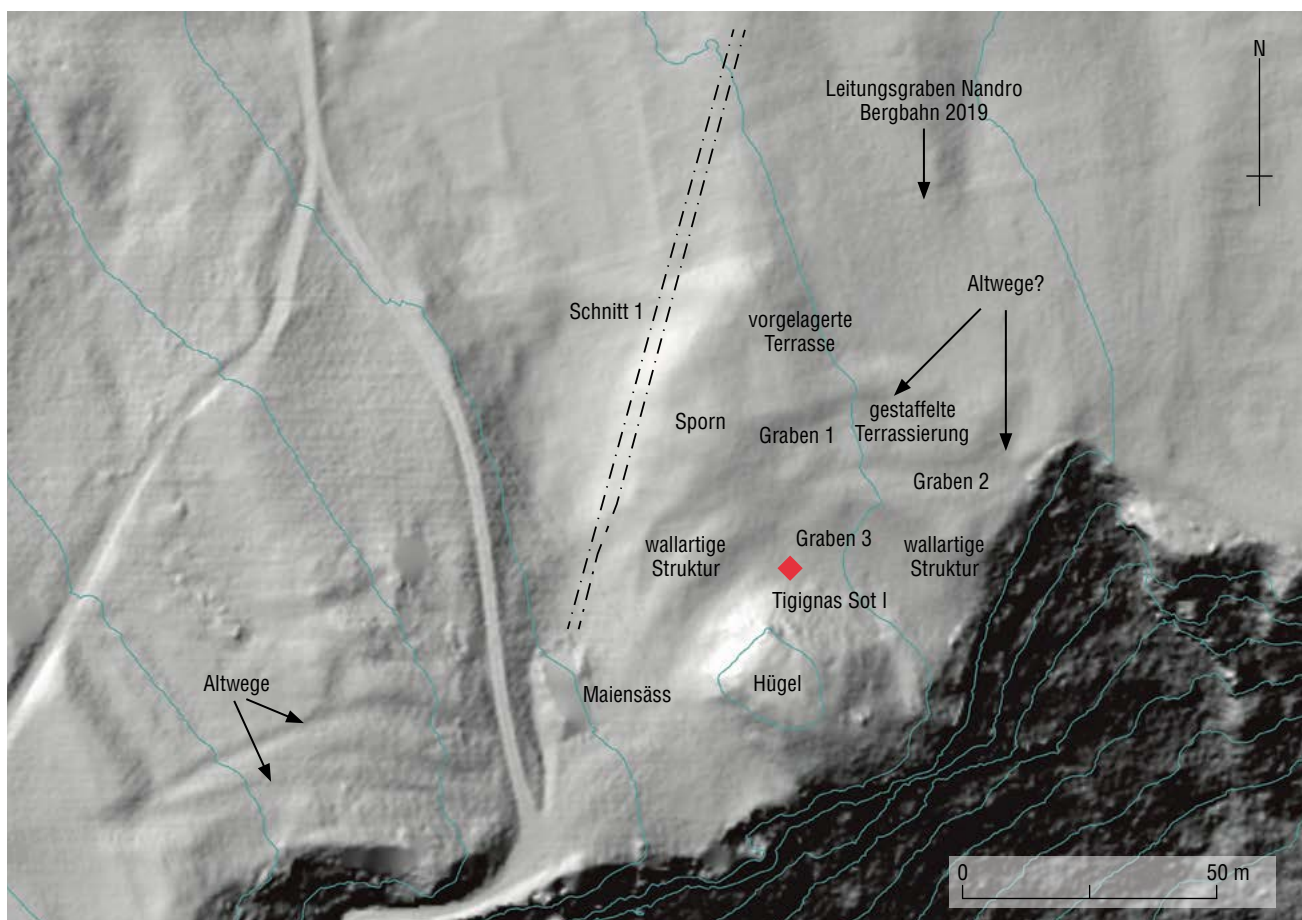 N
Leitungsgraben Nandro
Bergbahn 2019
Altwege?
Schnitt 1
vorgelagerte
Terrasse
gestaffelte
Terrassierung
Sporn
Graben 1
Graben 2
Graben 3
wallartige
Struktur
wallartige
Struktur
Tigignas Sot I
Altwege
Maiensäss
Hügel
0
50 m